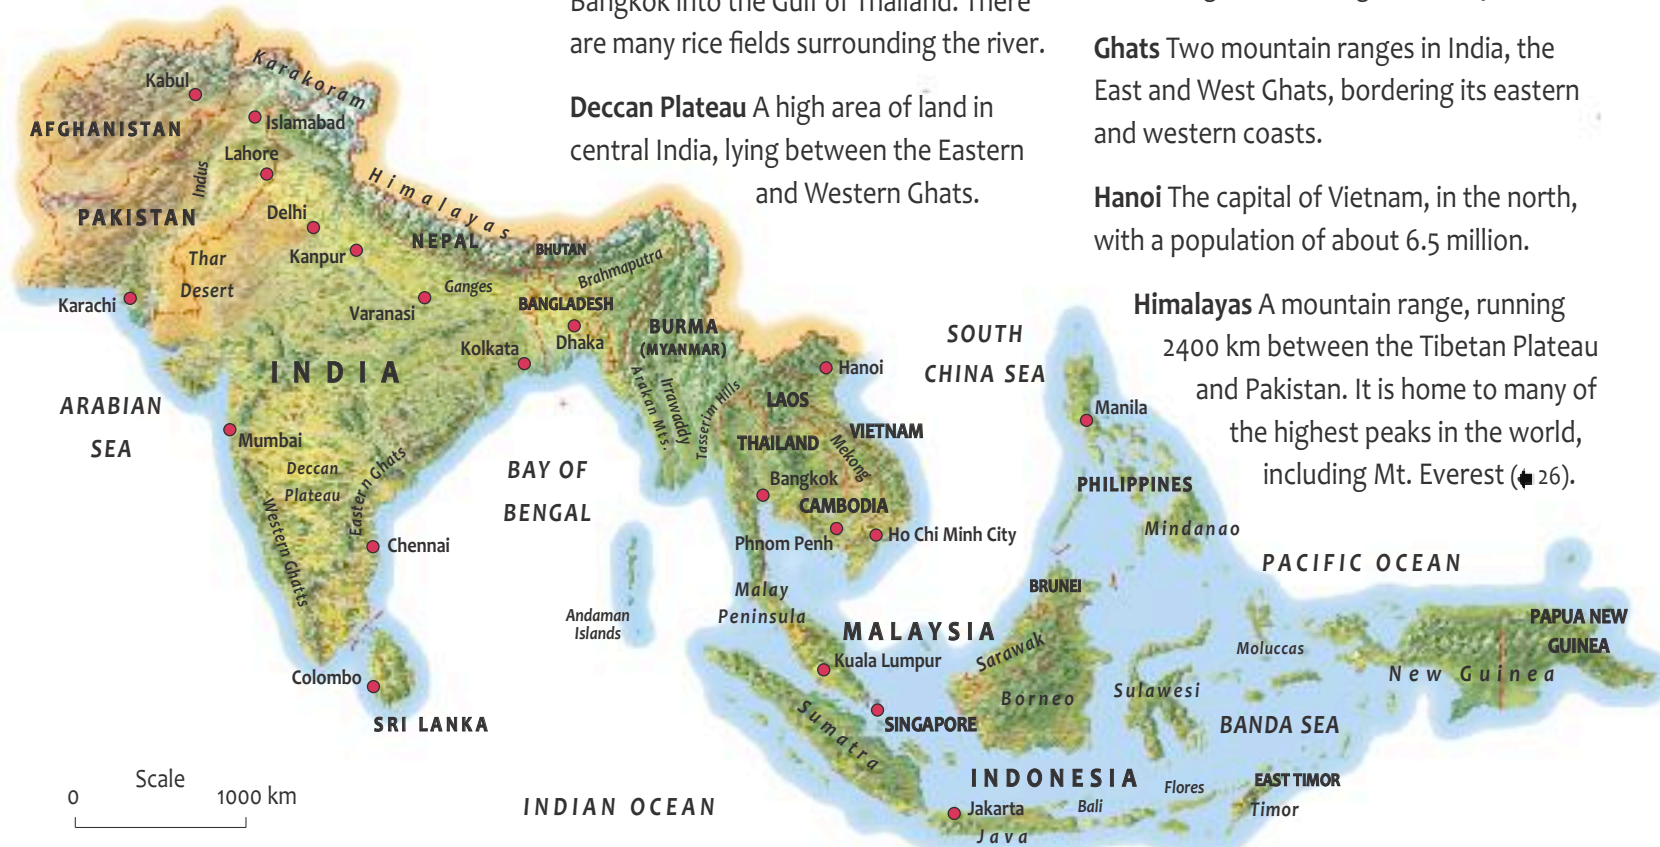 Bangkok into the Gulf of Thailand. There
are many rice fields surrounding the river.
Deccan Plateau A high area of land in
central India, lying between the Eastern
and Western Ghats.
Ghats Two mountain ranges in India, the
East and West Ghats, bordering its eastern
and western coasts.
Hanoi The capital of Vietnam, in the north,
with a population of about 6.5 million.
Himalayas A mountain range, running
2400 km between the Tibetan Plateau
and Pakistan. It is home to many of
the highest peaks in the world,
including Mt. Everest (26).
Kabul
Karakoram
AFGHANISTAN
Islamabad
Lahore
Indus
Himalayas
PAKISTAN
Delhi
NEPAL
BHUTAN
Kanpur
Thar
Desert
Brahmaputra
Ganges
Karachi
Varanasi
BANGLADESH
Dhaka
BURMA
(MYANMAR)
Kolkata
INDIA
Hanoi
SOUTH
CHINA SEA
ARABIAN
SEA
Arakan Mts.
Irrawaddy
Tasserim Hills
LAOS
Manila
Mumbai
THAILAND
VIETNAM
Mekong
Deccan
Plateau
Eastern Ghats
Western Ghatts
BAY OF
BENGAL
Bangkok
CAMBODIA
PHILIPPINES
Mindanao
Chennai
Phnom Penh
Ho Chi Minh City
PACIFIC OCEAN
Malay
Peninsula
BRUNEI
Andaman
Islands
MALAYSIA
PAPUA NEW
GUINEA
Kuala Lumpur
Sarawak
Moluccas
New Guinea
Colombo
Borneo
Sulawesi
SRI LANKA
Sumatra
SINGAPORE
BANDA SEA
INDONESIA
EAST TIMOR
Flores
Timor
Scale
0 1000 km
INDIAN OCEAN
Jakarta
Bali
Java